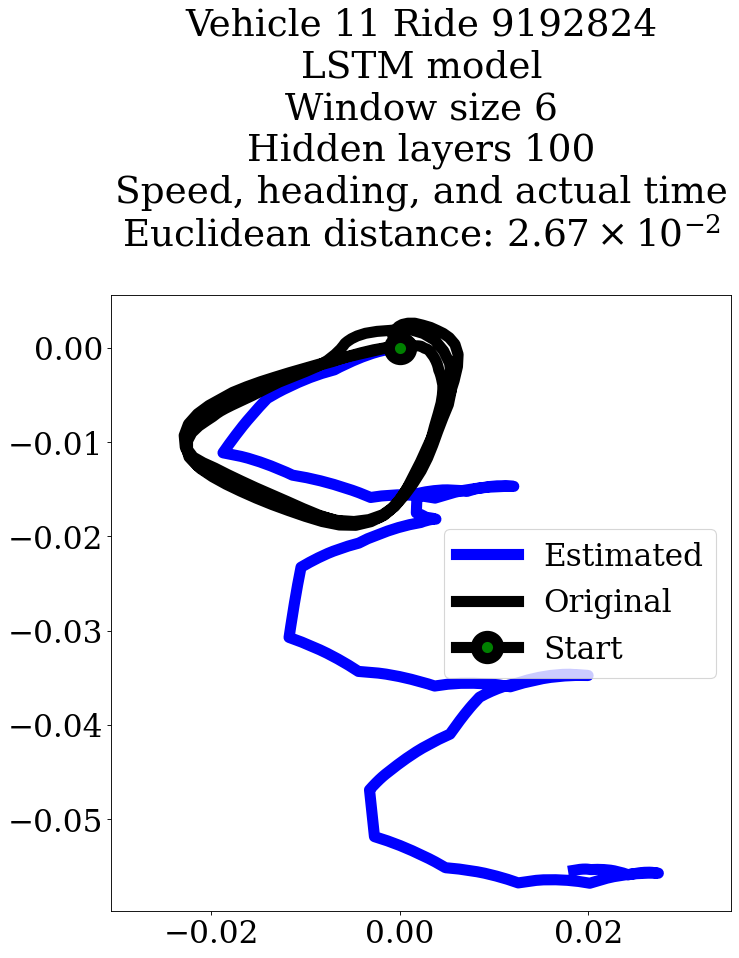 Vehicle 11 Ride 9192824
LSTM model
Window size 6
Hidden layers 100
Speed, heading, and actual time
Euclidean distance: 2.67 × 10⁻²
0.00
−0.01
−0.02
−0.03
−0.04
−0.05
Estimated
Original
Start
−0.02 0.00 0.02